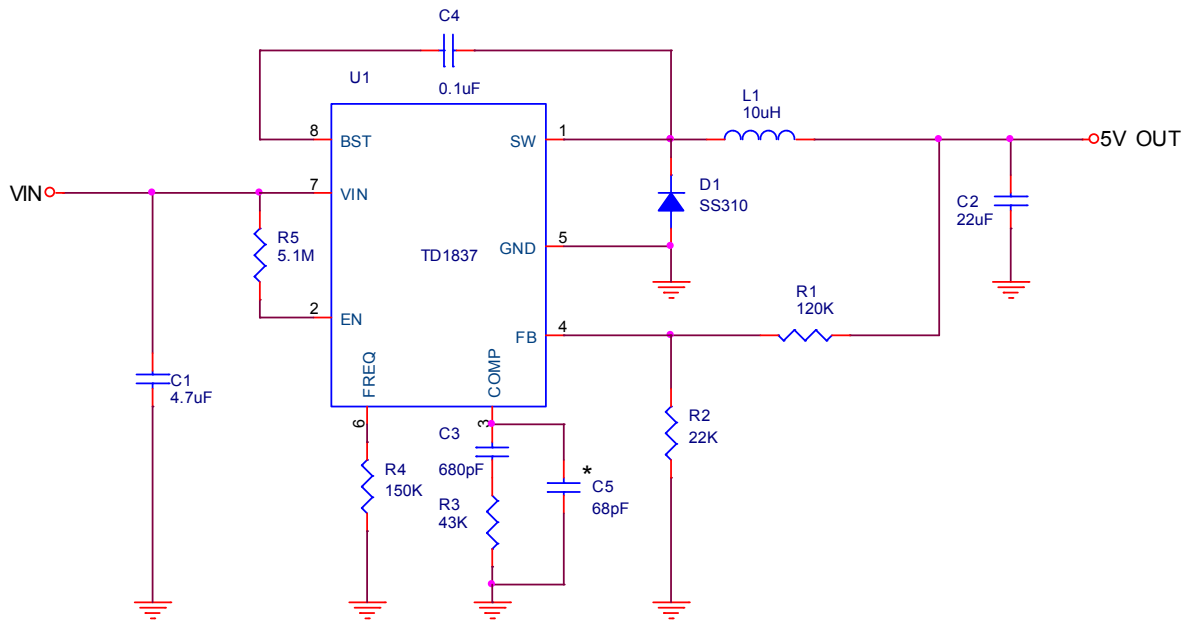 C4
0.1uF
U1
8
BST
SW
1
L1
10uH
5V OUT
VIN
7
VIN
D1
SS310
C2
22uF
R5
5.1M
TD1837
GND
5
R1
120K
2
EN
FB
4
FREQ
COMP
C1
4.7uF
6
3
R2
22K
C3
680pF
R4
150K
*
C5
68pF
R3
43K